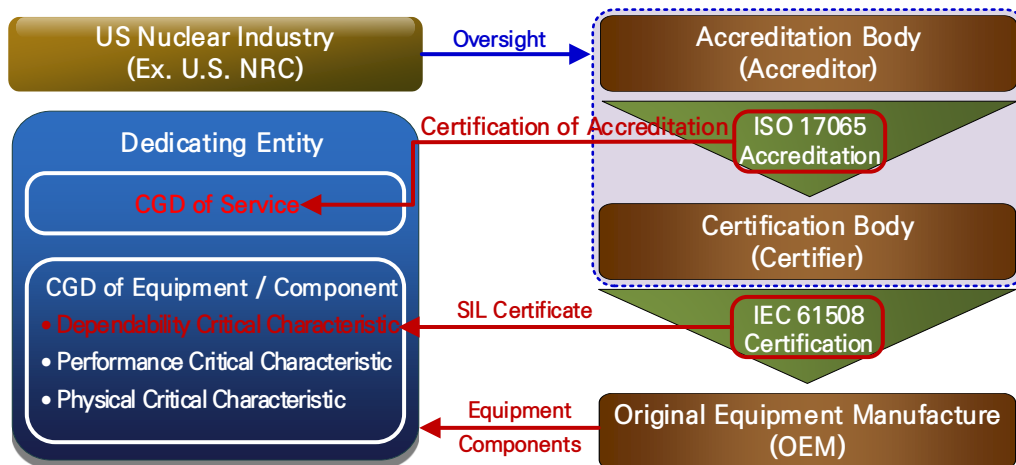 US Nuclear Industry
(Ex. U.S. NRC)
Oversight
Accreditation Body
(Accreditor)
Dedicating Entity
Certification of Accreditation
ISO 17065
Accreditation
CGD of Service
Certification Body
(Certifier)
CGD of Equipment / Component
• Dependability Critical Characteristic
• Performance Critical Characteristic
• Physical Critical Characteristic
SIL Certificate
IEC 61508
Certification
Equipment
Components
Original Equipment Manufacture
(OEM)